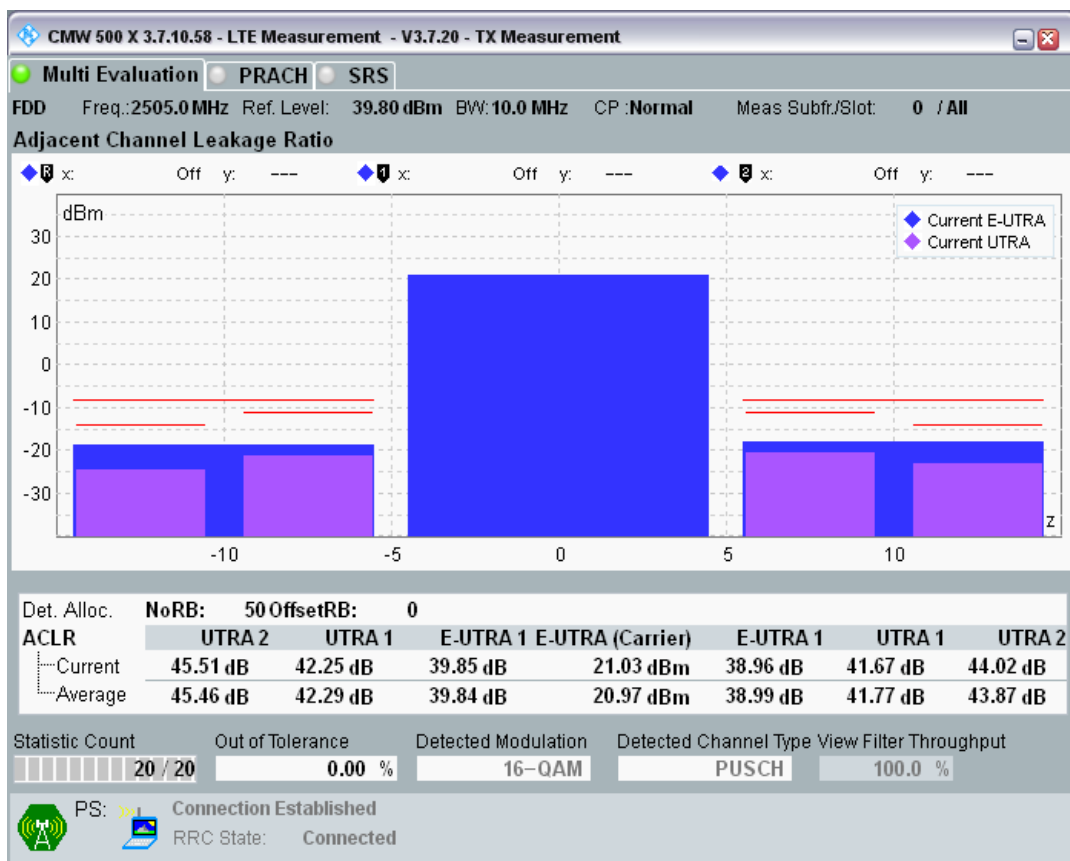 CMW 500 X 3.7.10.58 - LTE Measurement - V3.7.20 - TX Measurement
Multi Evaluation PRACH SRS
FDD Freq.:2505.0 MHz Ref. Level: 39.80 dBm BW:10.0 MHz CP :Normal Meas Subfr./Slot: 0 / All
Adjacent Channel Leakage Ratio
R x: Off y: --- 1 x: Off y: --- 2 x: Off y: ---
dBm
Current E-UTRA
Current UTRA
30
20
10
0
-10
-20
-30
z
-10 -5 0 5 10
Det. Alloc. NoRB: 50 OffsetRB: 0
ACLR UTRA 2 UTRA 1 E-UTRA 1 E-UTRA (Carrier) E-UTRA 1 UTRA 1 UTRA 2
Current 45.51 dB 42.25 dB 39.85 dB 21.03 dBm 38.96 dB 41.67 dB 44.02 dB
Average 45.46 dB 42.29 dB 39.84 dB 20.97 dBm 38.99 dB 41.77 dB 43.87 dB
Statistic Count Out of Tolerance Detected Modulation Detected Channel Type View Filter Throughput
20 / 20 0.00 % 16-QAM PUSCH 100.0 %
PS: Connection Established
RRC State: Connected